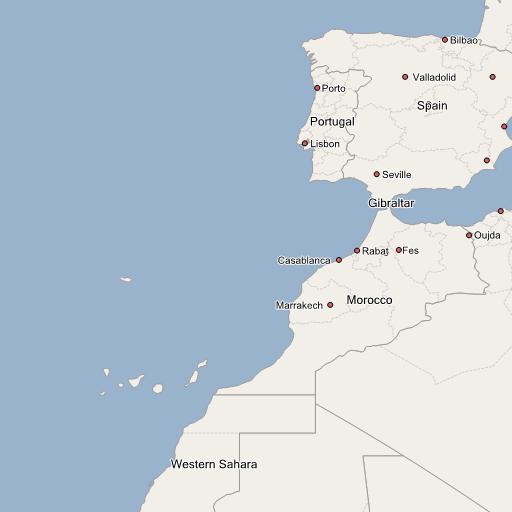 Bilbao
Valladolid
Porto
Spain
Portugal
Lisbon
Seville
Gibraltar
Oujda
Rabat
Fes
Casablanca
Morocco
Marrakech
Western Sahara